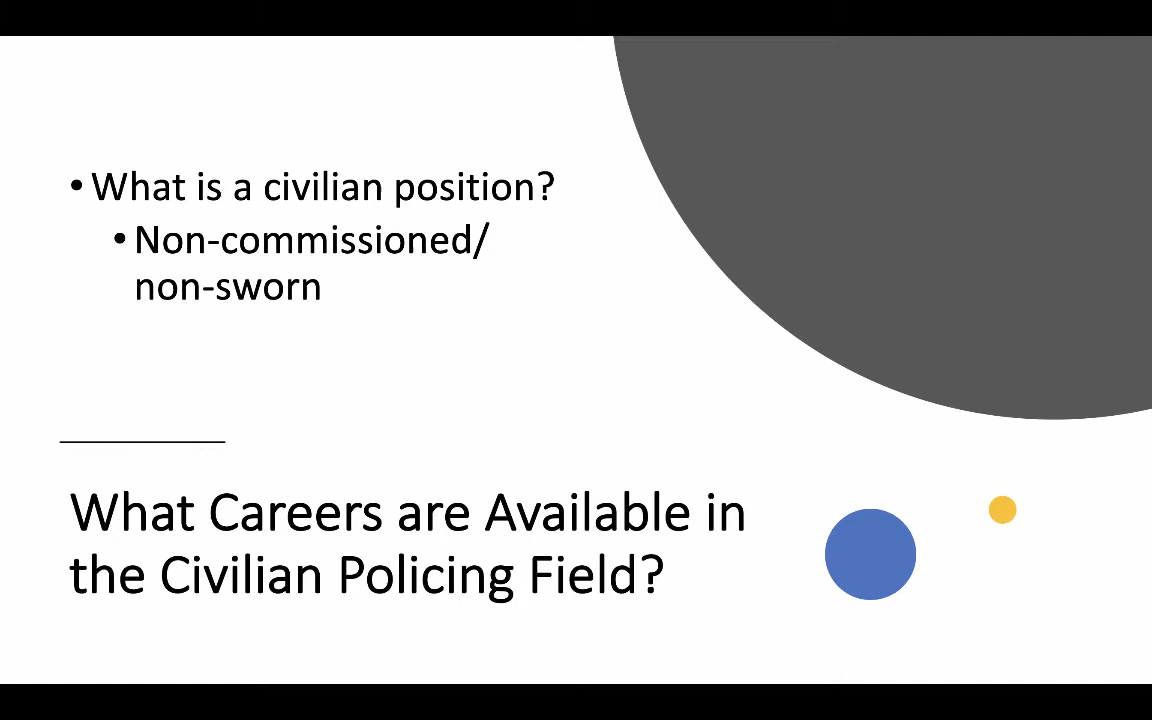 • What is a civilian position?
• Non-commissioned/
non-sworn
What Careers are Available in
the Civilian Policing Field?